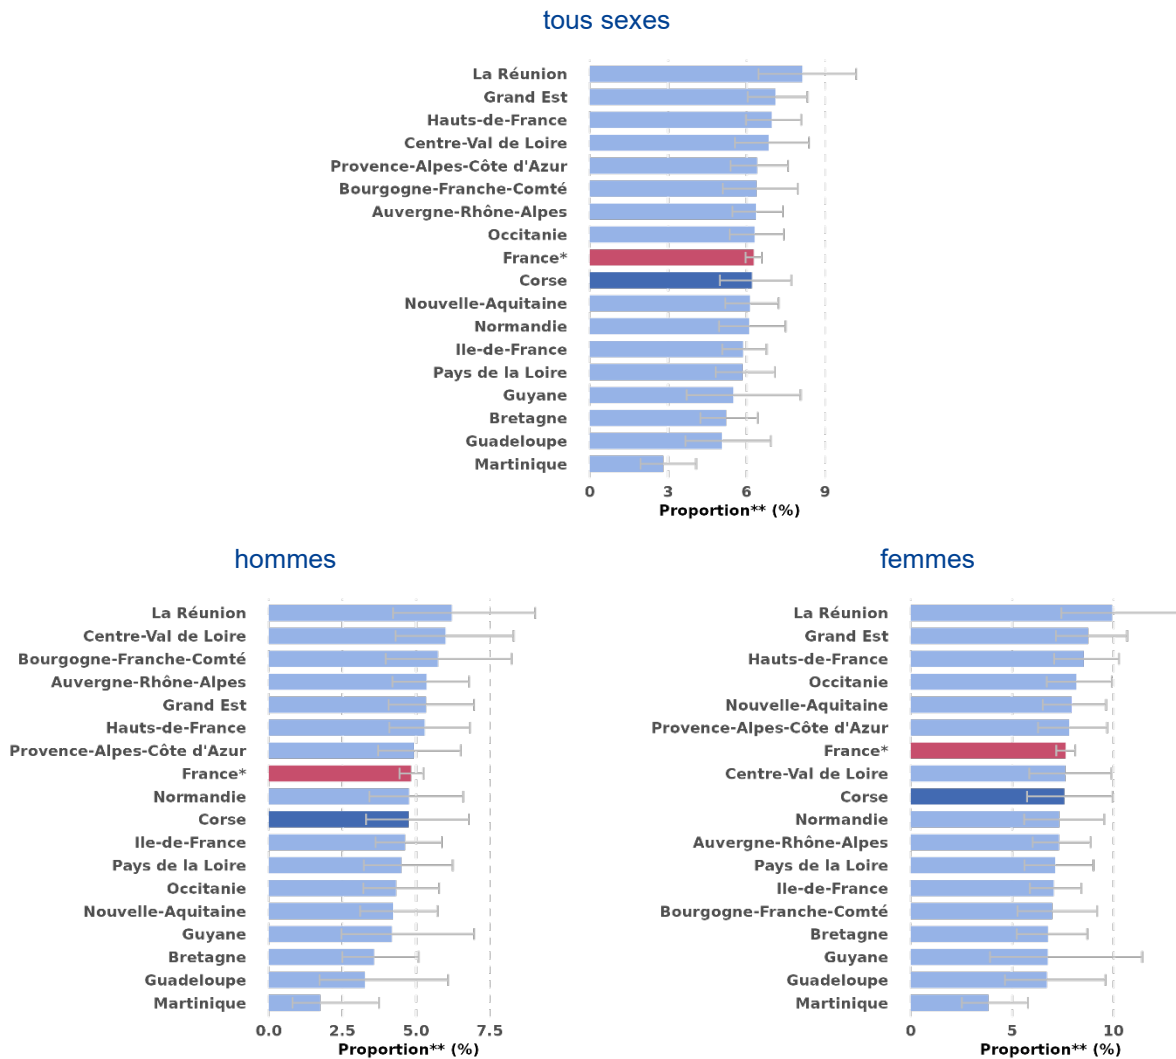 tous sexes
La Réunion
Grand Est
Hauts-de-France
Centre-Val de Loire
Provence-Alpes-Côte d'Azur
Bourgogne-Franche-Comté
Auvergne-Rhône-Alpes
Occitanie
France*
Corse
Nouvelle-Aquitaine
Normandie
Ile-de-France
Pays de la Loire
Guyane
Bretagne
Guadeloupe
Martinique
0 3 6 9
Proportion** (%)
hommes
La Réunion
Centre-Val de Loire
Bourgogne-Franche-Comté
Auvergne-Rhône-Alpes
Grand Est
Hauts-de-France
Provence-Alpes-Côte d'Azur
France*
Normandie
Corse
Ile-de-France
Pays de la Loire
Occitanie
Nouvelle-Aquitaine
Guyane
Bretagne
Guadeloupe
Martinique
0.0 2.5 5.0 7.5
Proportion** (%)
femmes
La Réunion
Grand Est
Hauts-de-France
Occitanie
Nouvelle-Aquitaine
Provence-Alpes-Côte d'Azur
France*
Centre-Val de Loire
Corse
Normandie
Auvergne-Rhône-Alpes
Pays de la Loire
Ile-de-France
Bourgogne-Franche-Comté
Bretagne
Guyane
Guadeloupe
Martinique
0 5 10
Proportion** (%)